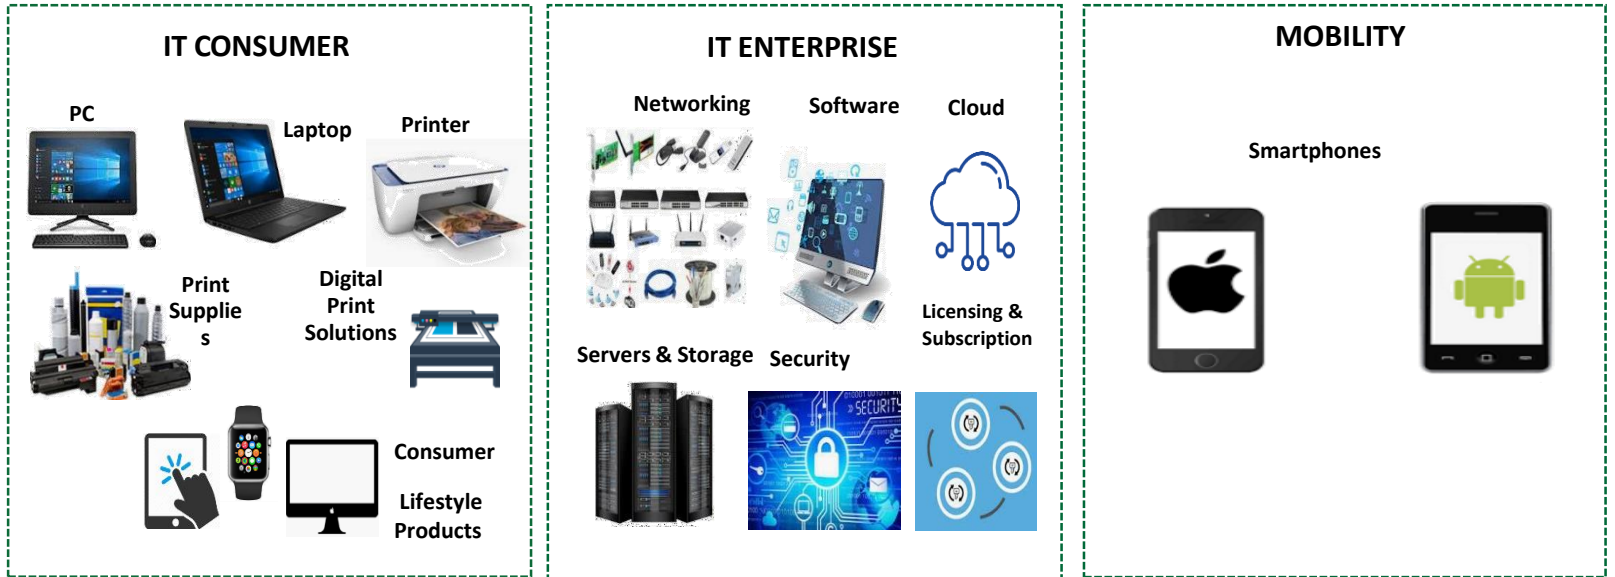 IT CONSUMER
PC
Laptop
Printer
Print
Supplie
s
Digital
Print
Solutions
Consumer
Lifestyle
Products
IT ENTERPRISE
Networking
Software
Cloud
Servers & Storage
Security
Licensing &
Subscription
SECURITY
MOBILITY
Smartphones